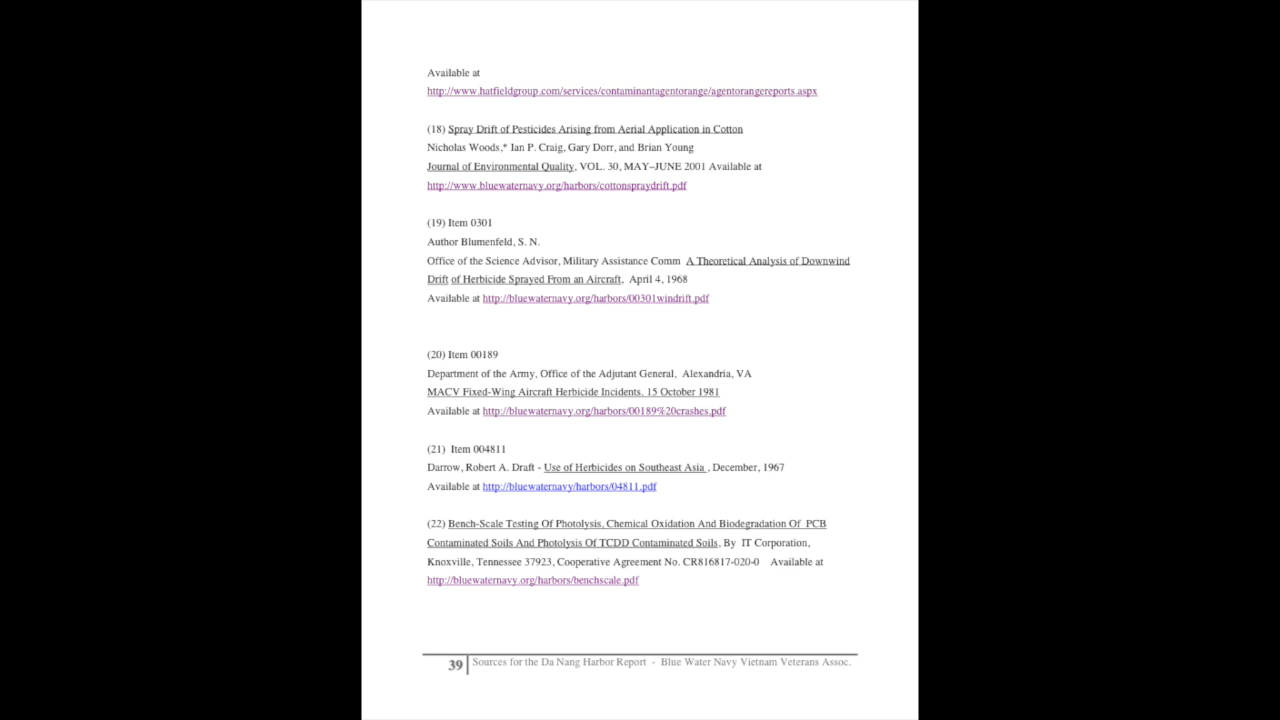 Available at
http://www.hatfieldgroup.com/services/contaminantagentorange/agentorangereports.aspx
(18) Spray Drift of Pesticides Arising from Aerial Application in Cotton
Nicholas Woods,* Ian P. Craig, Gary Dorr, and Brian Young
Journal of Environmental Quality, VOL. 30, MAY–JUNE 2001 Available at
http://www.bluewaternavy.org/harbors/cottonspraydrift.pdf
(19) Item 0301
Author Blumenfeld, S. N.
Office of the Science Advisor, Military Assistance Comm A Theoretical Analysis of Downwind
Drift of Herbicide Sprayed From an Aircraft, April 4, 1968
Available at http://bluewaternavy.org/harbors/00301windrift.pdf
(20) Item 00189
Department of the Army, Office of the Adjutant General, Alexandria, VA
MACV Fixed-Wing Aircraft Herbicide Incidents. 15 October 1981
Available at http://bluewaternavy.org/harbors/00189%20crashes.pdf
(21) Item 004811
Darrow, Robert A. Draft - Use of Herbicides on Southeast Asia , December, 1967
Available at http://bluewaternavy/harbors/04811.pdf
(22) Bench-Scale Testing Of Photolysis, Chemical Oxidation And Biodegradation Of PCB
Contaminated Soils And Photolysis Of TCDD Contaminated Soils, By IT Corporation,
Knoxville, Tennessee 37923, Cooperative Agreement No. CR816817-020-0 Available at
http://bluewaternavy.org/harbors/benchscale.pdf
39 Sources for the Da Nang Harbor Report - Blue Water Navy Vietnam Veterans Assoc.